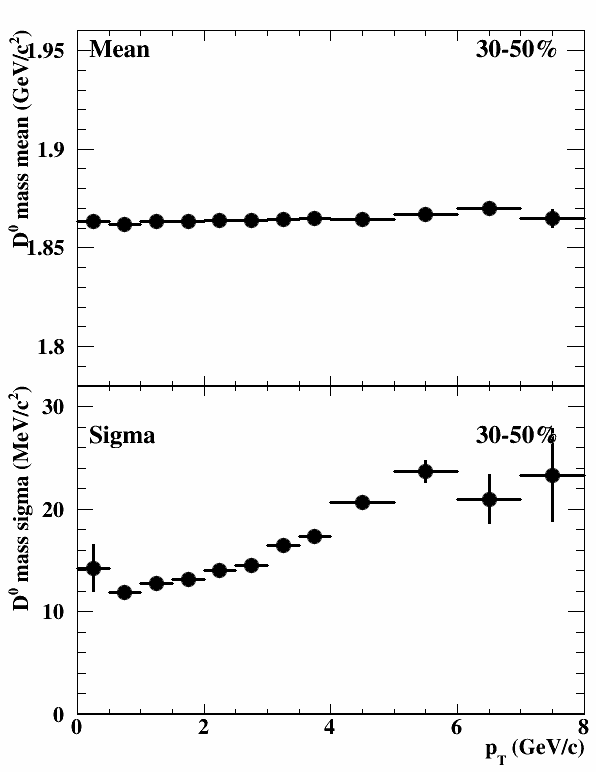 D⁰ mass mean (GeV/c²)
1.95
Mean 30-50%
1.9
1.85
1.8
D⁰ mass sigma (MeV/c²)
30
Sigma 30-50%
20
10
0
0 2 4 6 8
p_T (GeV/c)